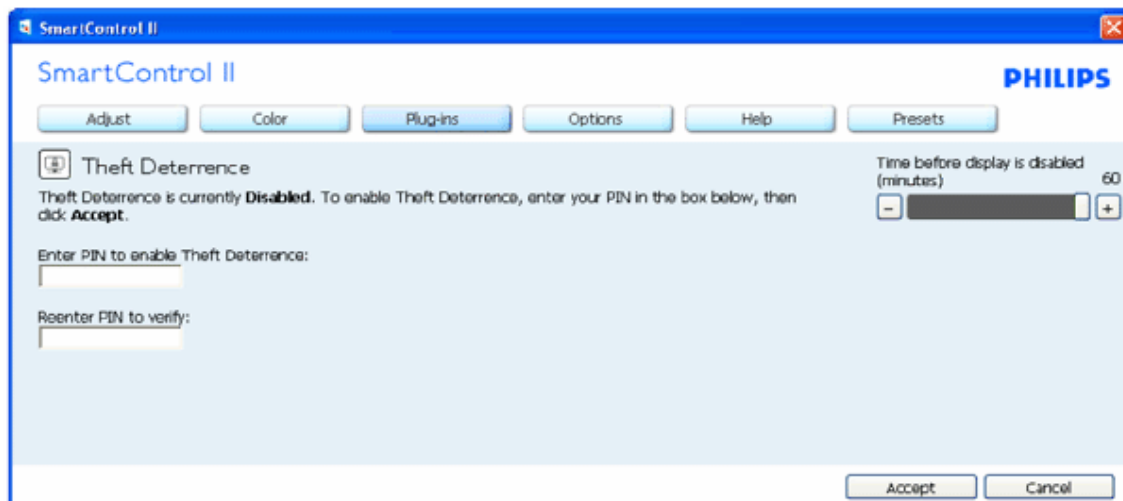 SmartControl II
SmartControl II
PHILIPS
Adjust Color Plug-ins Options Help Presets
Theft Deterrence
Theft Deterrence is currently Disabled. To enable Theft Deterrence, enter your PIN in the box below, then
click Accept.
Time before display is disabled
(minutes) 60
- +
Enter PIN to enable Theft Deterrence:
Reenter PIN to verify:
Accept Cancel